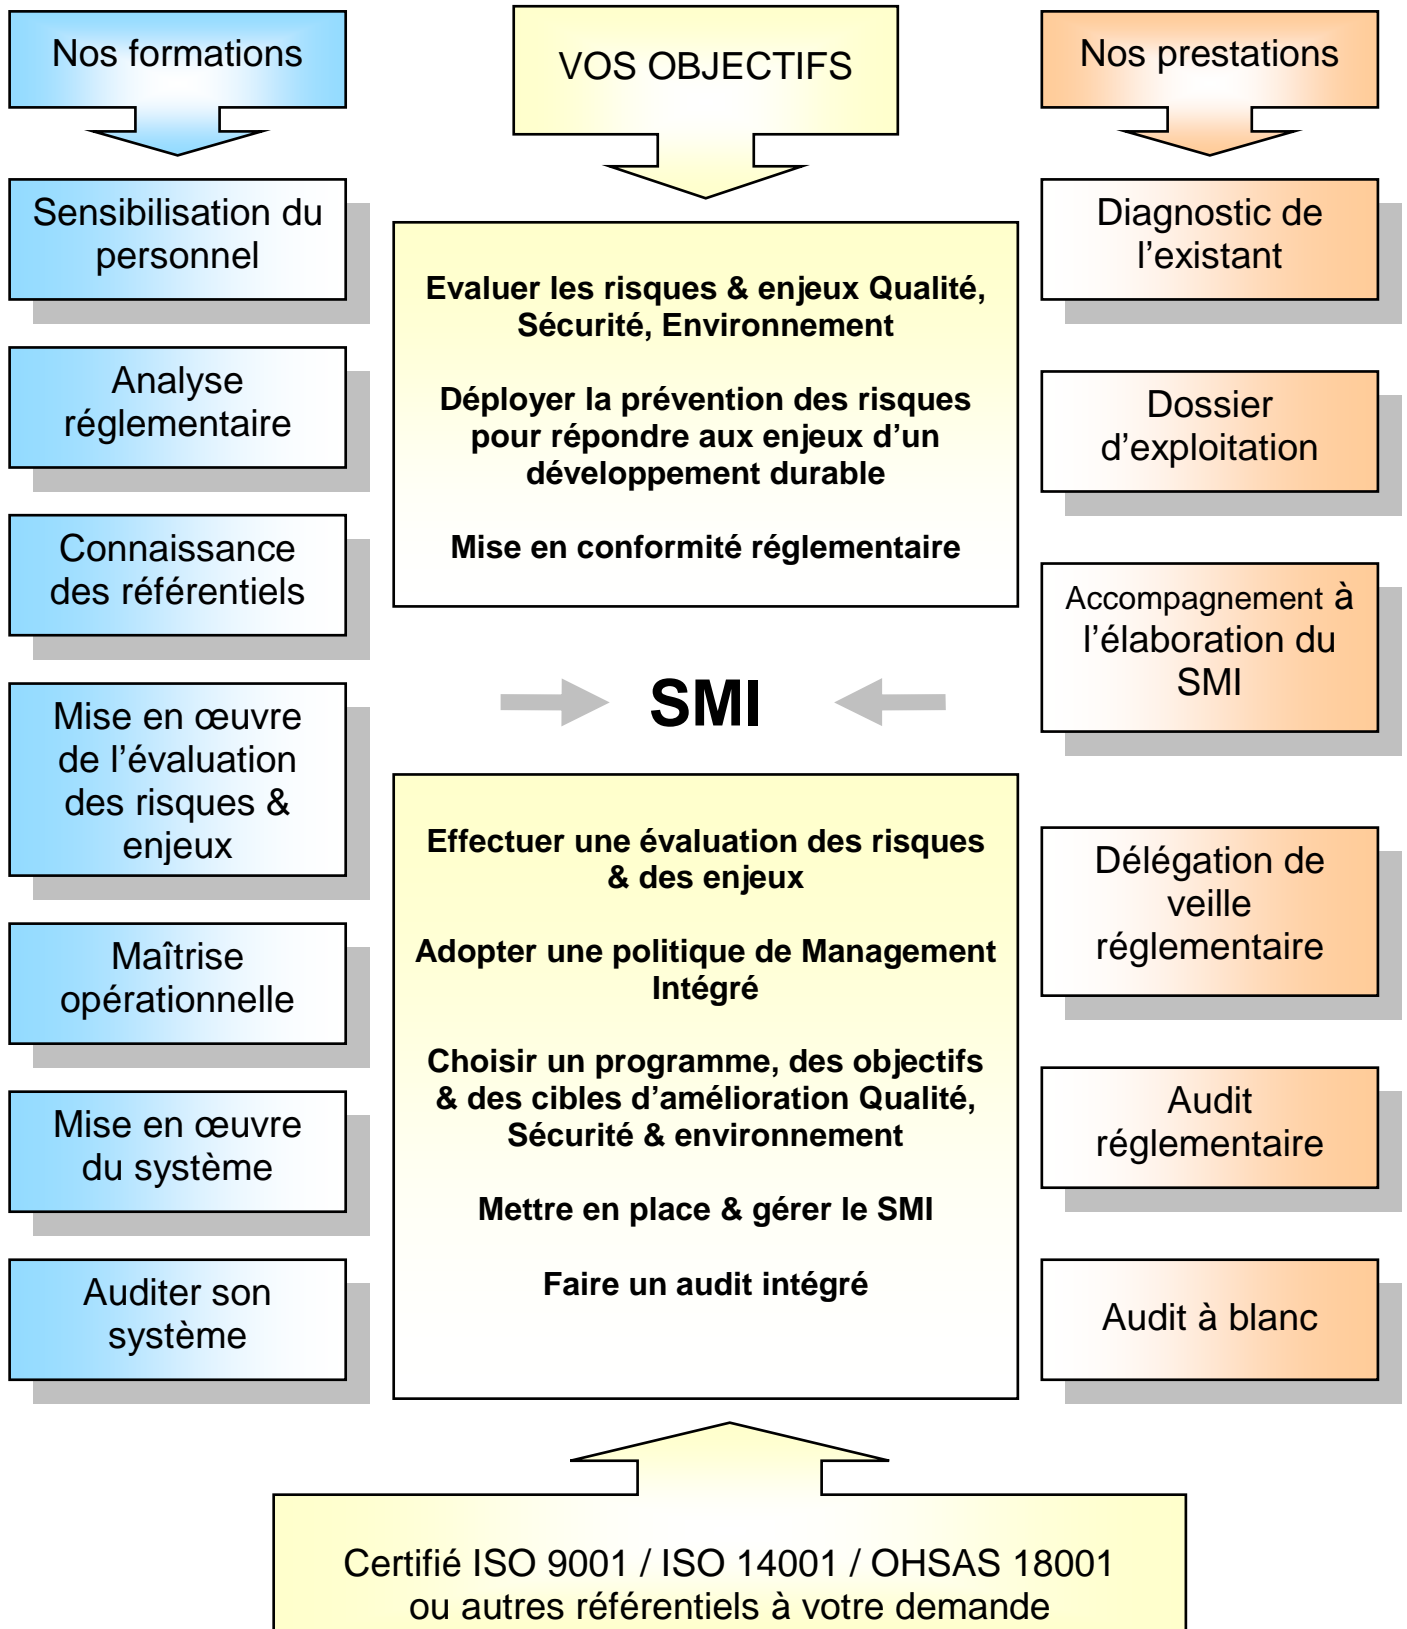 Nos formations
Sensibilisation du
personnel
Analyse
réglementaire
Connaissance
des référentiels
Mise en œuvre
de l’évaluation
des risques &
enjeux
Maîtrise
opérationnelle
Mise en œuvre
du système
Auditer son
système
VOS OBJECTIFS
Evaluer les risques & enjeux Qualité,
Sécurité, Environnement
Déployer la prévention des risques
pour répondre aux enjeux d’un
développement durable
Mise en conformité réglementaire
SMI
Effectuer une évaluation des risques
& des enjeux
Adopter une politique de Management
Intégré
Choisir un programme, des objectifs
& des cibles d’amélioration Qualité,
Sécurité & environnement
Mettre en place & gérer le SMI
Faire un audit intégré
Nos prestations
Diagnostic de
l’existant
Dossier
d’exploitation
Accompagnement à
l’élaboration du
SMI
Délégation de
veille
réglementaire
Audit
réglementaire
Audit à blanc
Certifié ISO 9001 / ISO 14001 / OHSAS 18001
ou autres référentiels à votre demande